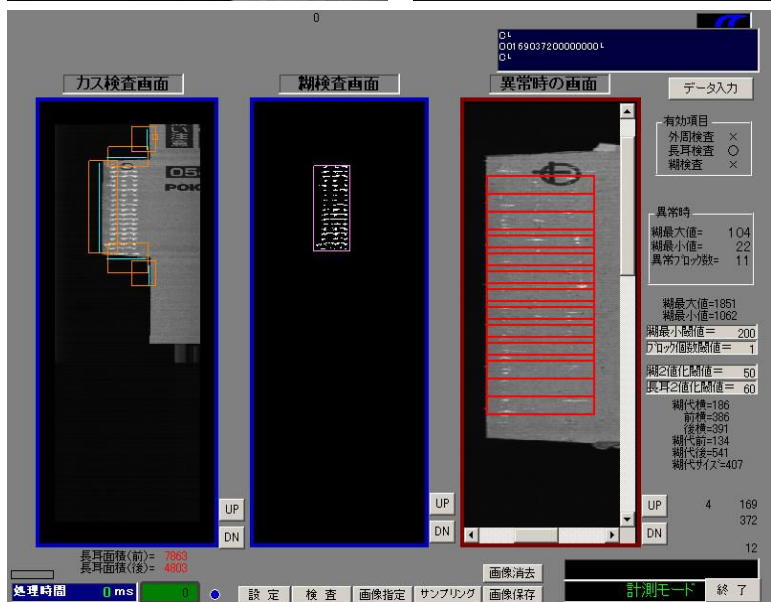 0
0└
00169037200000000└
0└
カス検査画面
糊検査画面
異常時の画面
データ入力
有効項目
外周検査 ×
長耳検査 ○
糊検査 ×
異常時
糊最大値= 104
糊最小値= 22
異常ブロック数= 11
糊最大値=1851
糊最小値=1062
糊最小閾値= 200
ブロック個数閾値= 1
糊2値化閾値= 50
長耳2値化閾値= 60
糊代横=186
前横=386
後横=391
糊代前=134
糊代後=541
糊代サイズ=407
い注意
POK
UP
DN
UP
DN
UP
DN
4 169
372
12
長耳面積(前)= 7863
長耳面積(後)= 4803
処理時間 0 ms
0
設 定
検 査
画像指定
サンプリング
画像消去
画像保存
計測モード
終 了